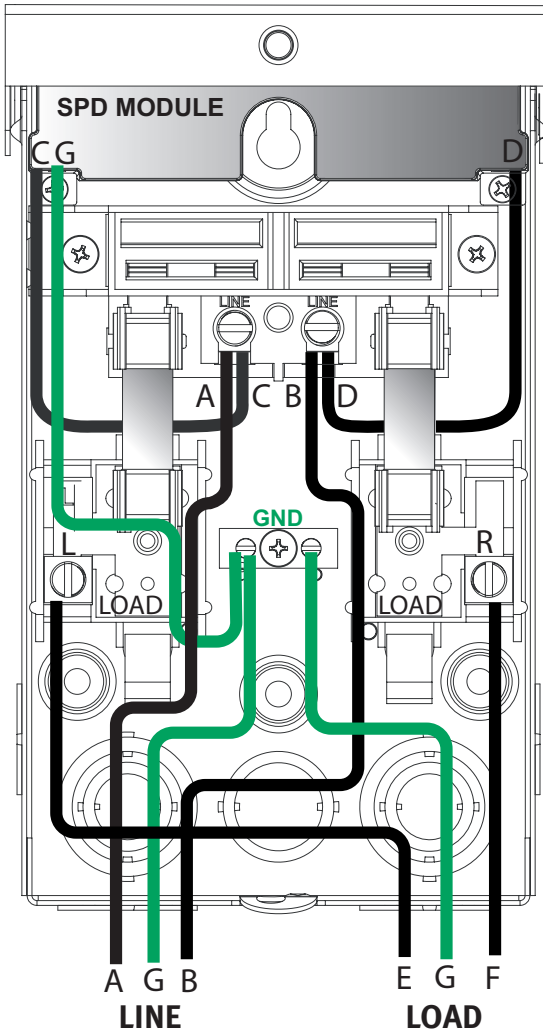 SPD MODULE
C G D
LINE LINE
A C B D
GND
L R
LOAD LOAD
A G B E G F
LINE LOAD